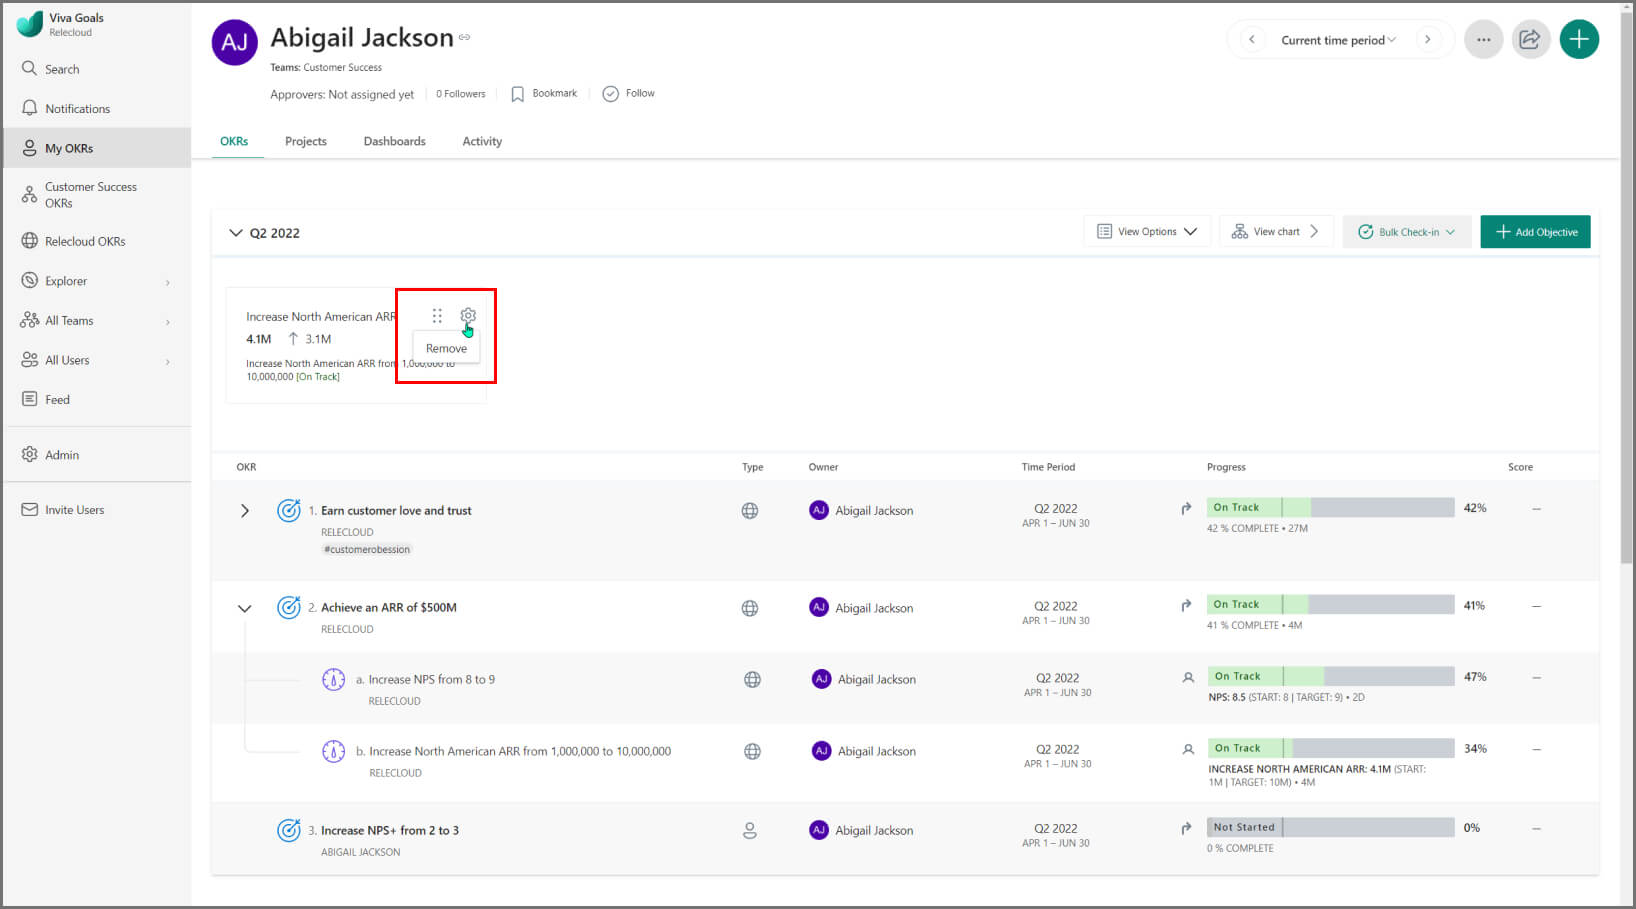 Viva Goals
Relecloud
Search
Notifications
My OKRs
Customer Success
OKRs
Relecloud OKRs
Explorer
All Teams
All Users
Feed
Admin
Invite Users
AJ
Abigail Jackson
Teams: Customer Success
Approvers: Not assigned yet
0 Followers
Bookmark
Follow
Current time period
OKRs
Projects
Dashboards
Activity
Q2 2022
View Options
View chart
Bulk Check-in
Add Objective
Increase North American ARR
4.1M ↑ 3.1M
Remove
Increase North American ARR from 1,000,000 to
10,000,000 [On Track]
OKR Type Owner Time Period Progress Score
1. Earn customer love and trust
RELECLOUD
#customerobession
AJ Abigail Jackson
Q2 2022
APR 1 – JUN 30
On Track 42% —
42 % COMPLETE • 27M
2. Achieve an ARR of $500M
RELECLOUD
AJ Abigail Jackson
Q2 2022
APR 1 – JUN 30
On Track 41% —
41 % COMPLETE • 4M
a. Increase NPS from 8 to 9
RELECLOUD
AJ Abigail Jackson
Q2 2022
APR 1 – JUN 30
On Track 47% —
NPS: 8.5 (START: 8 | TARGET: 9) • 2D
b. Increase North American ARR from 1,000,000 to 10,000,000
RELECLOUD
AJ Abigail Jackson
Q2 2022
APR 1 – JUN 30
On Track 34% —
INCREASE NORTH AMERICAN ARR: 4.1M (START:
1M | TARGET: 10M) • 4M
3. Increase NPS+ from 2 to 3
ABIGAIL JACKSON
AJ Abigail Jackson
Q2 2022
APR 1 – JUN 30
Not Started 0% —
0 % COMPLETE